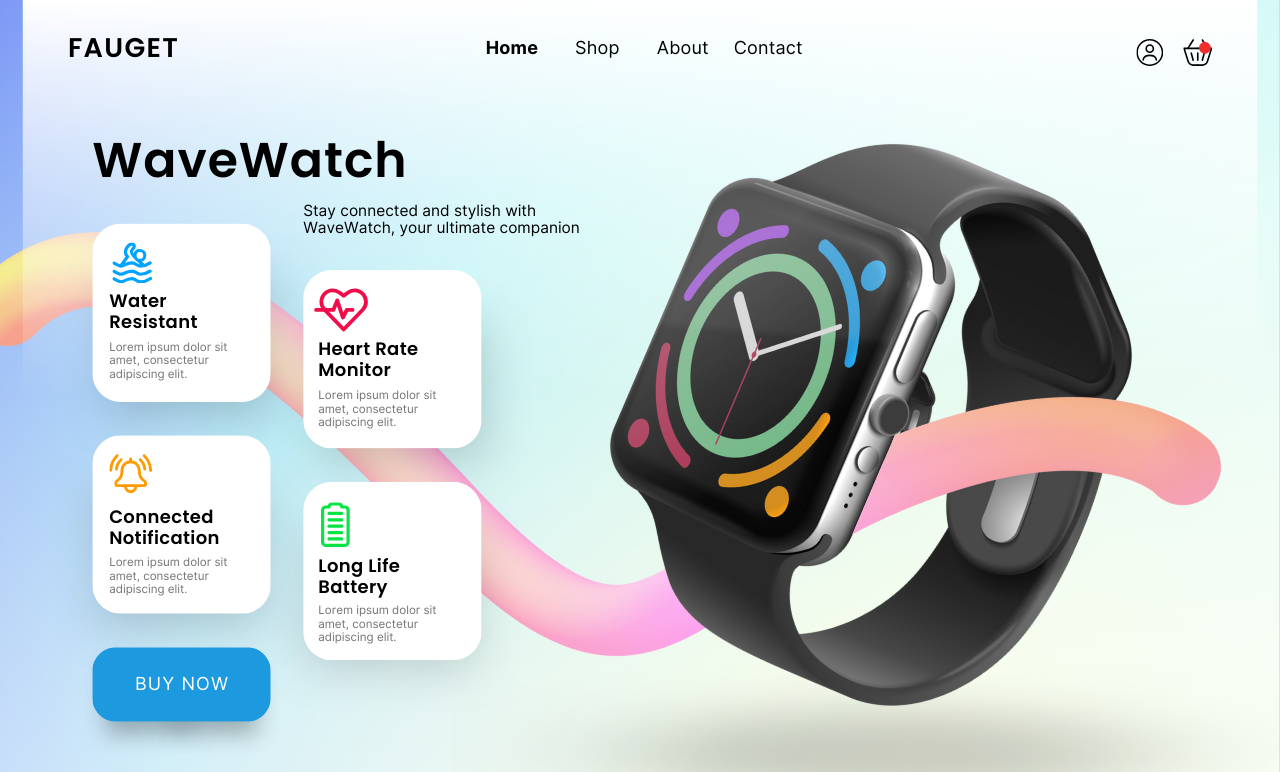 FAUGET
Home Shop About Contact
WaveWatch
Stay connected and stylish with
WaveWatch, your ultimate companion
Water
Resistant
Lorem ipsum dolor sit
amet, consectetur
adipiscing elit.
Heart Rate
Monitor
Lorem ipsum dolor sit
amet, consectetur
adipiscing elit.
Connected
Notification
Lorem ipsum dolor sit
amet, consectetur
adipiscing elit.
Long Life
Battery
Lorem ipsum dolor sit
amet, consectetur
adipiscing elit.
BUY NOW